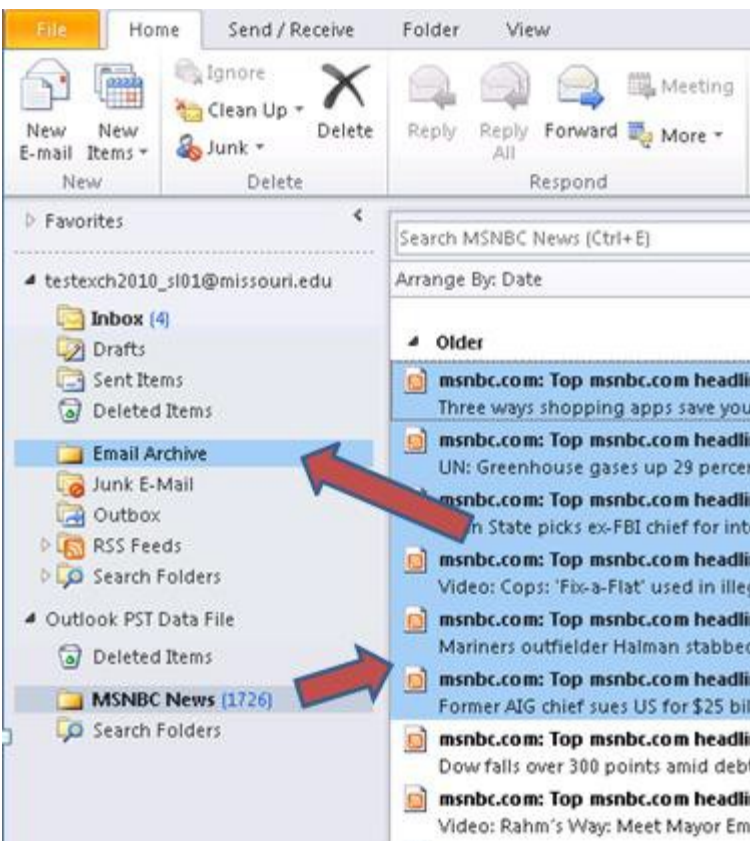 File Home Send / Receive Folder View
Ignore
Clean Up
Junk
New E-mail
New Items
Delete
Reply
Reply All
Forward
Meeting
More
New Delete Respond
Favorites
Search MSNBC News (Ctrl+E)
testexch2010_sl01@missouri.edu
Arrange By: Date
Inbox (4)
Drafts
Sent Items
Deleted Items
Email Archive
Junk E-Mail
Outbox
RSS Feeds
Search Folders
Outlook PST Data File
Deleted Items
MSNBC News (1726)
Search Folders
Older
msnbc.com: Top msnbc.com headli
Three ways shopping apps save you
msnbc.com: Top msnbc.com headli
UN: Greenhouse gases up 29 perce
msnbc.com: Top msnbc.com headli
State picks ex-FBI chief for int
msnbc.com: Top msnbc.com headli
Video: Cops: 'Fix-a-Flat' used in illeg
msnbc.com: Top msnbc.com headli
Mariners outfielder Halman stabbed
msnbc.com: Top msnbc.com headli
Former AIG chief sues US for $25 bil
msnbc.com: Top msnbc.com headli
Dow falls over 300 points amid debt
msnbc.com: Top msnbc.com headli
Video: Rahm's Way: Meet Mayor Em